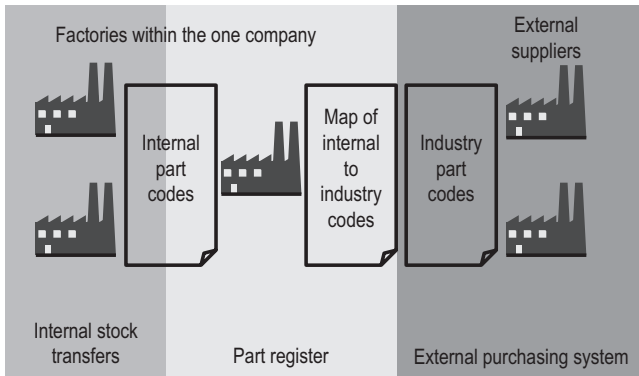 Factories within the one company
External
suppliers
Internal
part
codes
Map of
internal
to
industry
codes
Industry
part
codes
Internal stock
transfers
Part register
External purchasing system